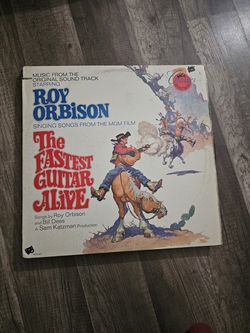 MUSIC FROM THE
ORIGINAL SOUND TRACK
STARRING
ROY
ORBISON
SINGING SONGS FROM THE MGM FILM
The
FASTEST
GUITAR
ALIVE
Songs by Roy Orbison
and Bill Dees
A Sam Katzman Production